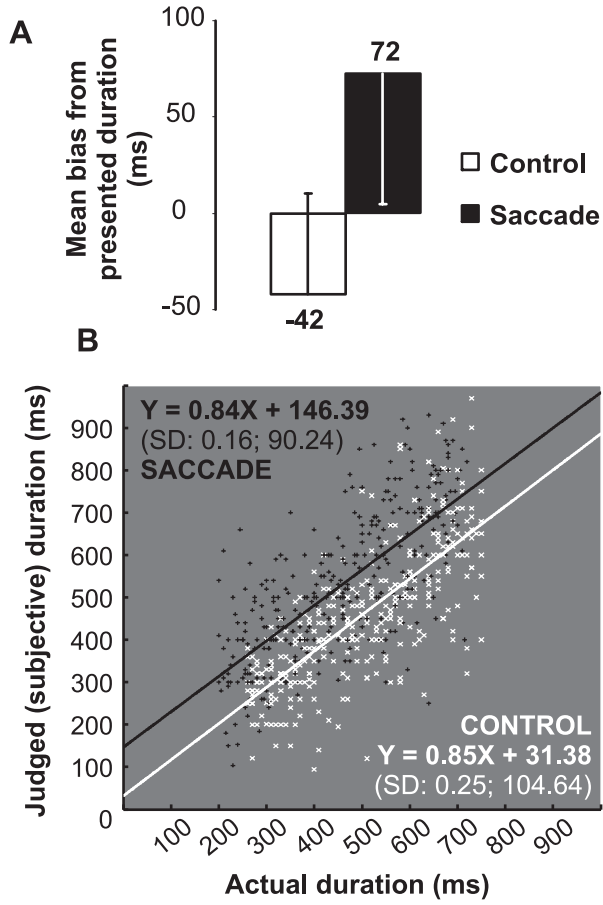 A
Mean bias from
presented duration
(ms)
100
50
0
-50
72
-42
Control
Saccade
B
Judged (subjective) duration (ms)
900
800
700
600
500
400
300
200
100
0
Y = 0.84X + 146.39
(SD: 0.16; 90.24)
SACCADE
CONTROL
Y = 0.85X + 31.38
(SD: 0.25; 104.64)
100
200
300
400
500
600
700
800
900
Actual duration (ms)